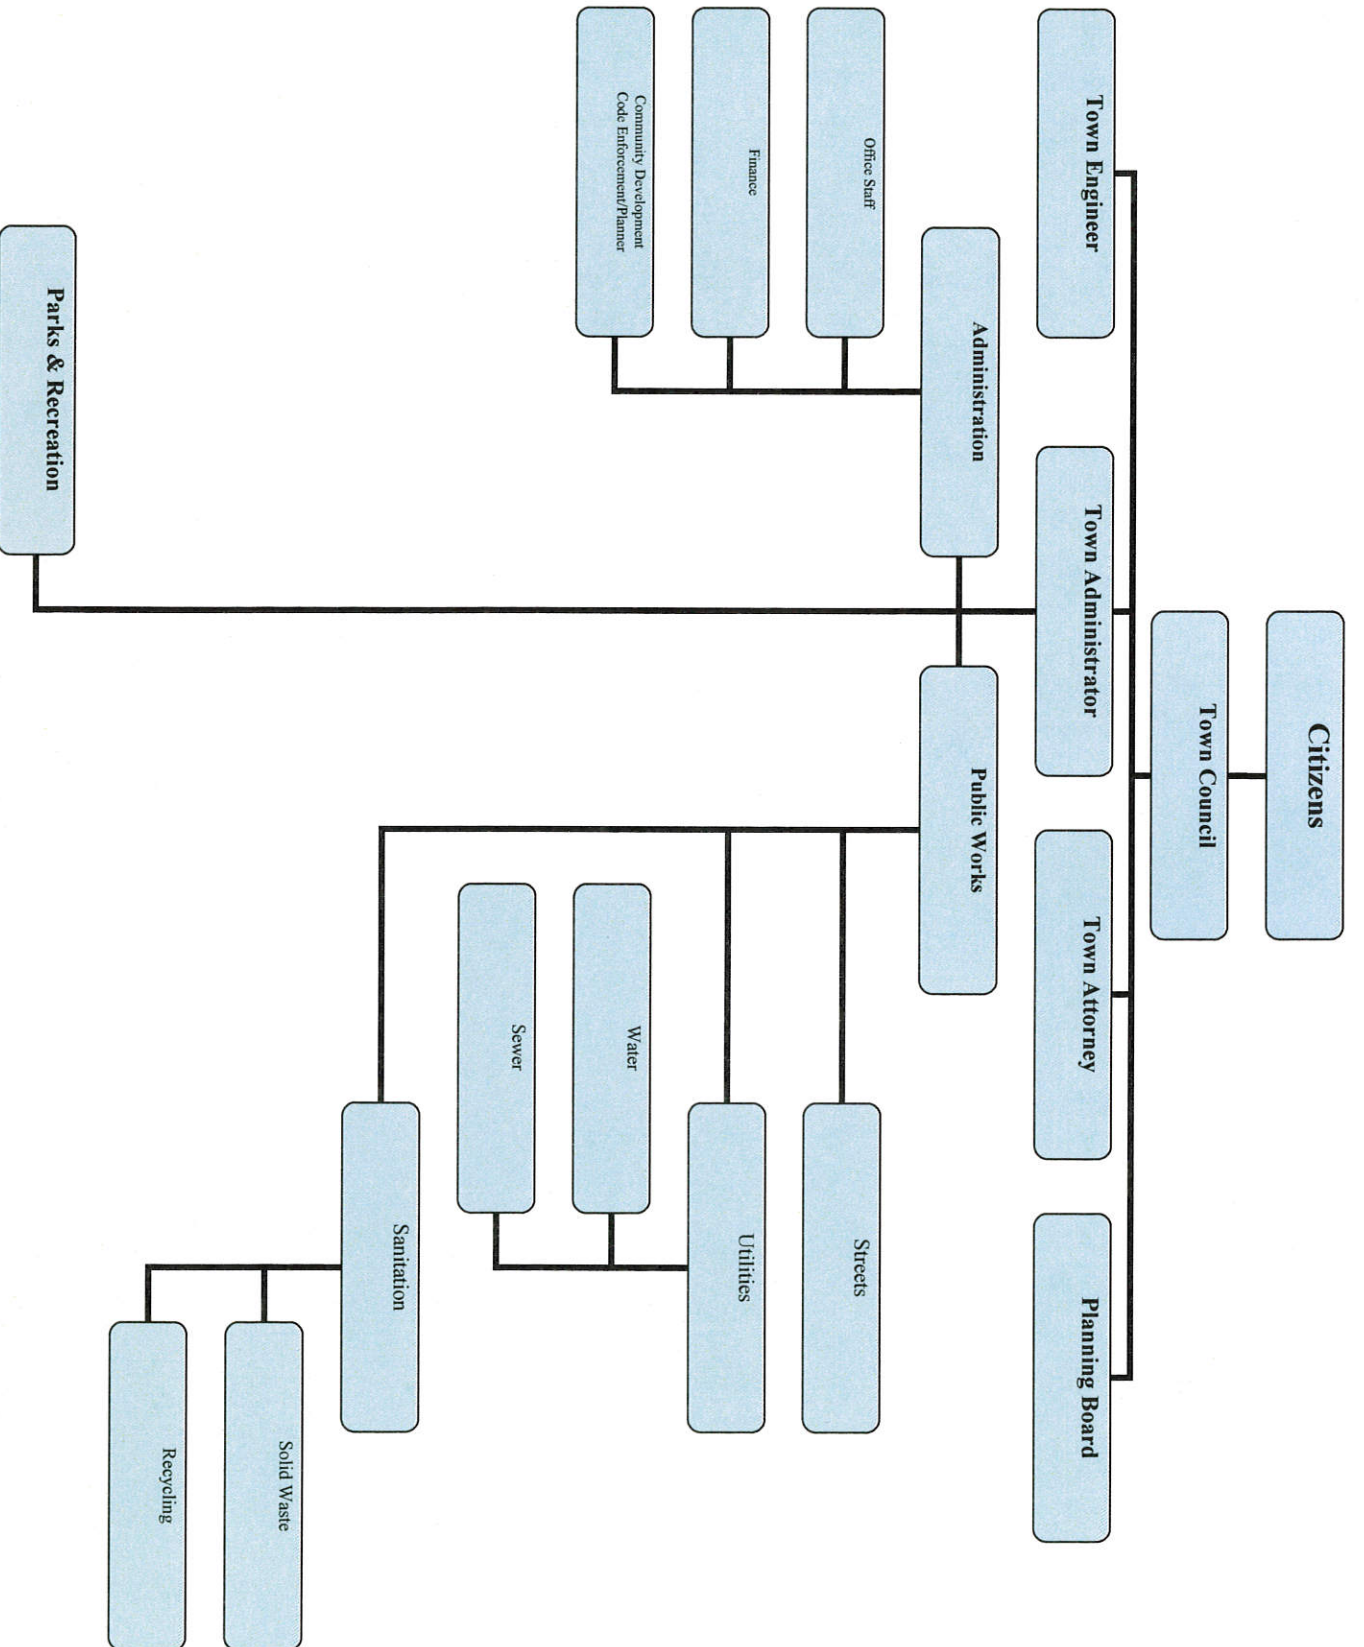 Citizens
Town Council
Town Engineer
Town Administrator
Town Attorney
Planning Board
Administration
Public Works
Office Staff
Finance
Community Development
Code Enforcement/Planner
Streets
Utilities
Water
Sewer
Sanitation
Solid Waste
Recycling
Parks & Recreation